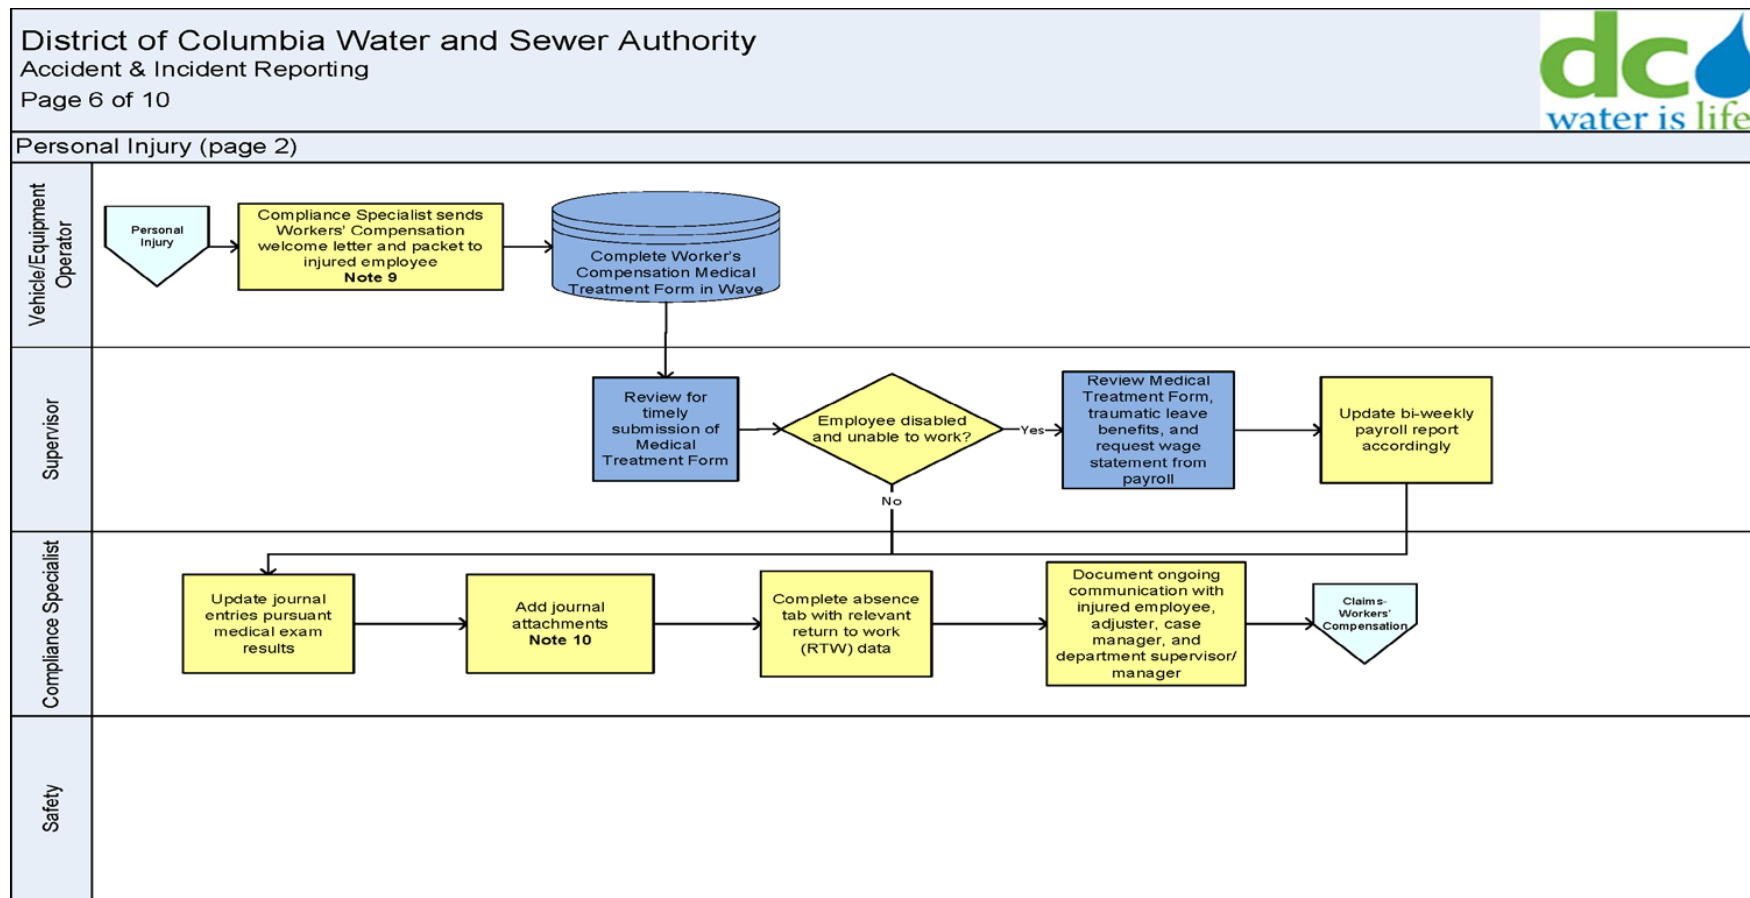 District of Columbia Water and Sewer Authority
Accident & Incident Reporting
Page 6 of 10
dc
water is life
Personal Injury (page 2)
Vehicle/Equipment
Operator
Personal
Injury
Compliance Specialist sends
Workers' Compensation
welcome letter and packet to
injured employee
Note 9
Complete Worker's
Compensation Medical
Treatment Form in Wave
Supervisor
Review for
timely
submission of
Medical
Treatment Form
Employee disabled
and unable to work?
Yes
No
Review Medical
Treatment Form,
traumatic leave
benefits, and
request wage
statement from
payroll
Update bi-weekly
payroll report
accordingly
Compliance Specialist
Update journal
entries pursuant
medical exam
results
Add journal
attachments
Note 10
Complete absence
tab with relevant
return to work
(RTW) data
Document ongoing
communication with
injured employee,
adjuster, case
manager, and
department supervisor/
manager
Claims-
Workers'
Compensation
Safety